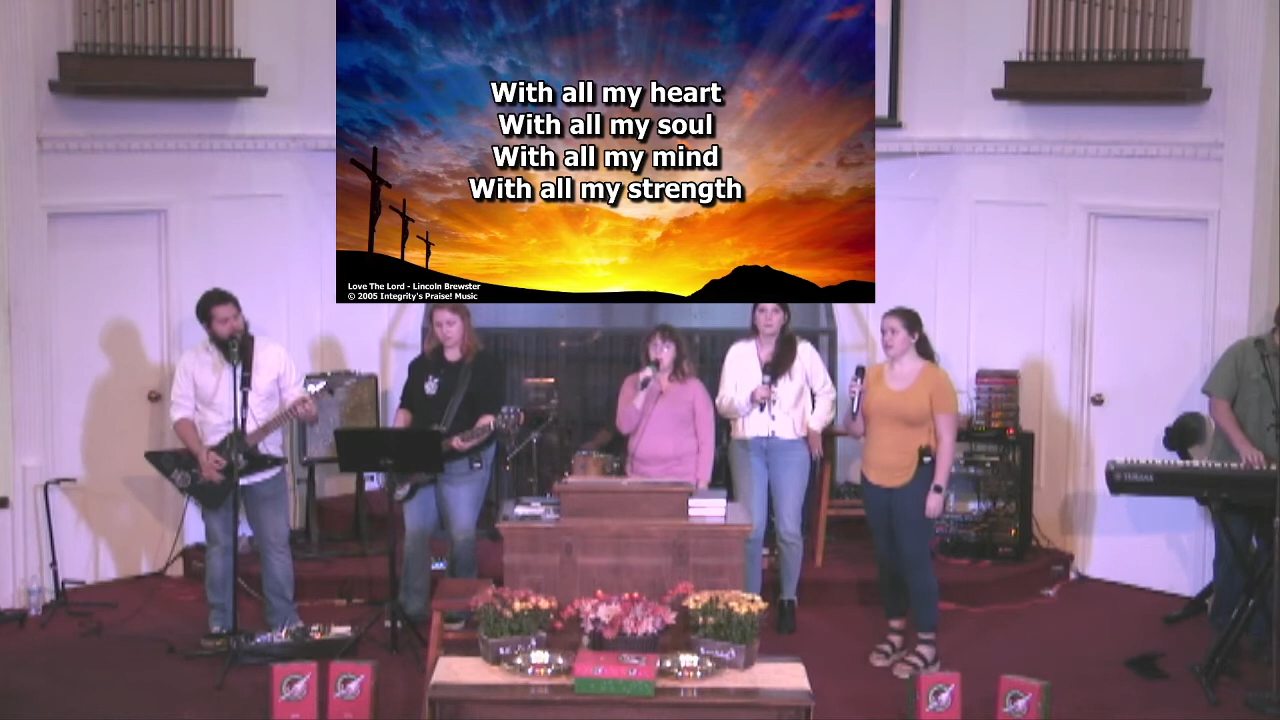 With all my heart
With all my soul
With all my mind
With all my strength
Love The Lord - Lincoln Brewster
© 2005 Integrity's Praise! Music
YAMAHA